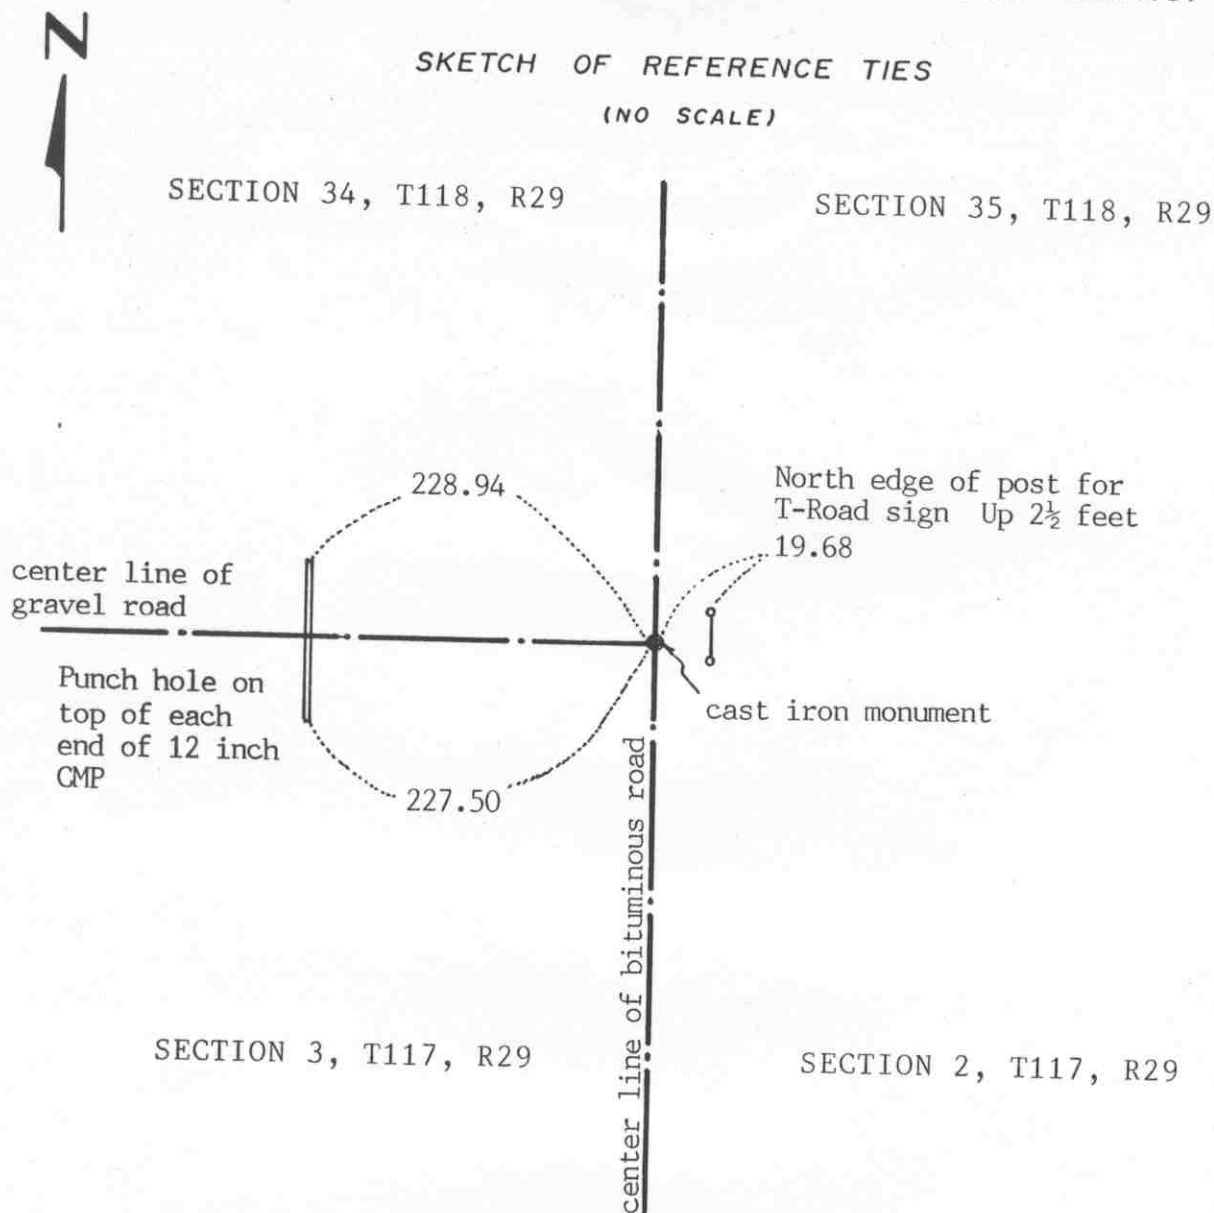 N
SKETCH OF REFERENCE TIES
(NO SCALE)
SECTION 34, T118, R29
SECTION 35, T118, R29
228.94
North edge of post for
T-Road sign Up 2½ feet
19.68
center line of
gravel road
Punch hole on
top of each
end of 12 inch
CMP
cast iron monument
227.50
center line of bituminous road
SECTION 3, T117, R29
SECTION 2, T117, R29